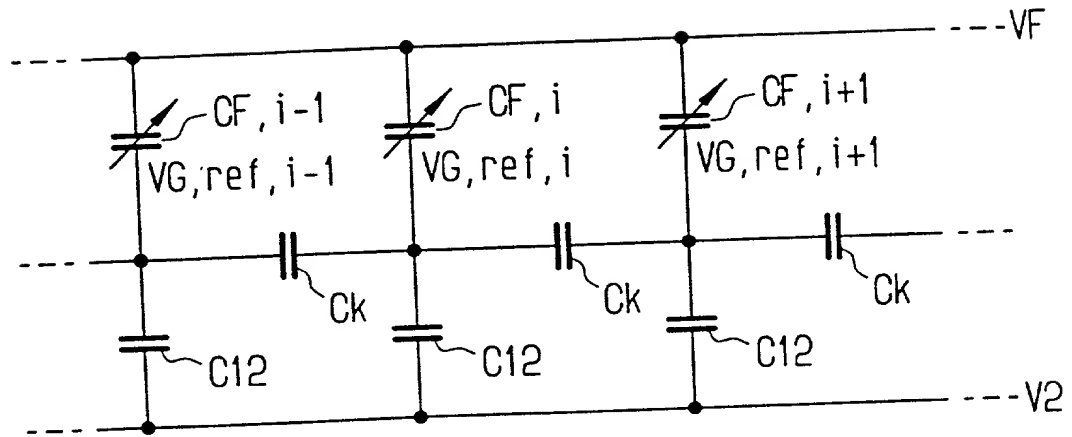 VF
CF, i-1
CF, i
CF, i+1
VG,ref, i-1
VG,ref, i
VG,ref, i+1
Ck
Ck
Ck
C12
C12
C12
V2